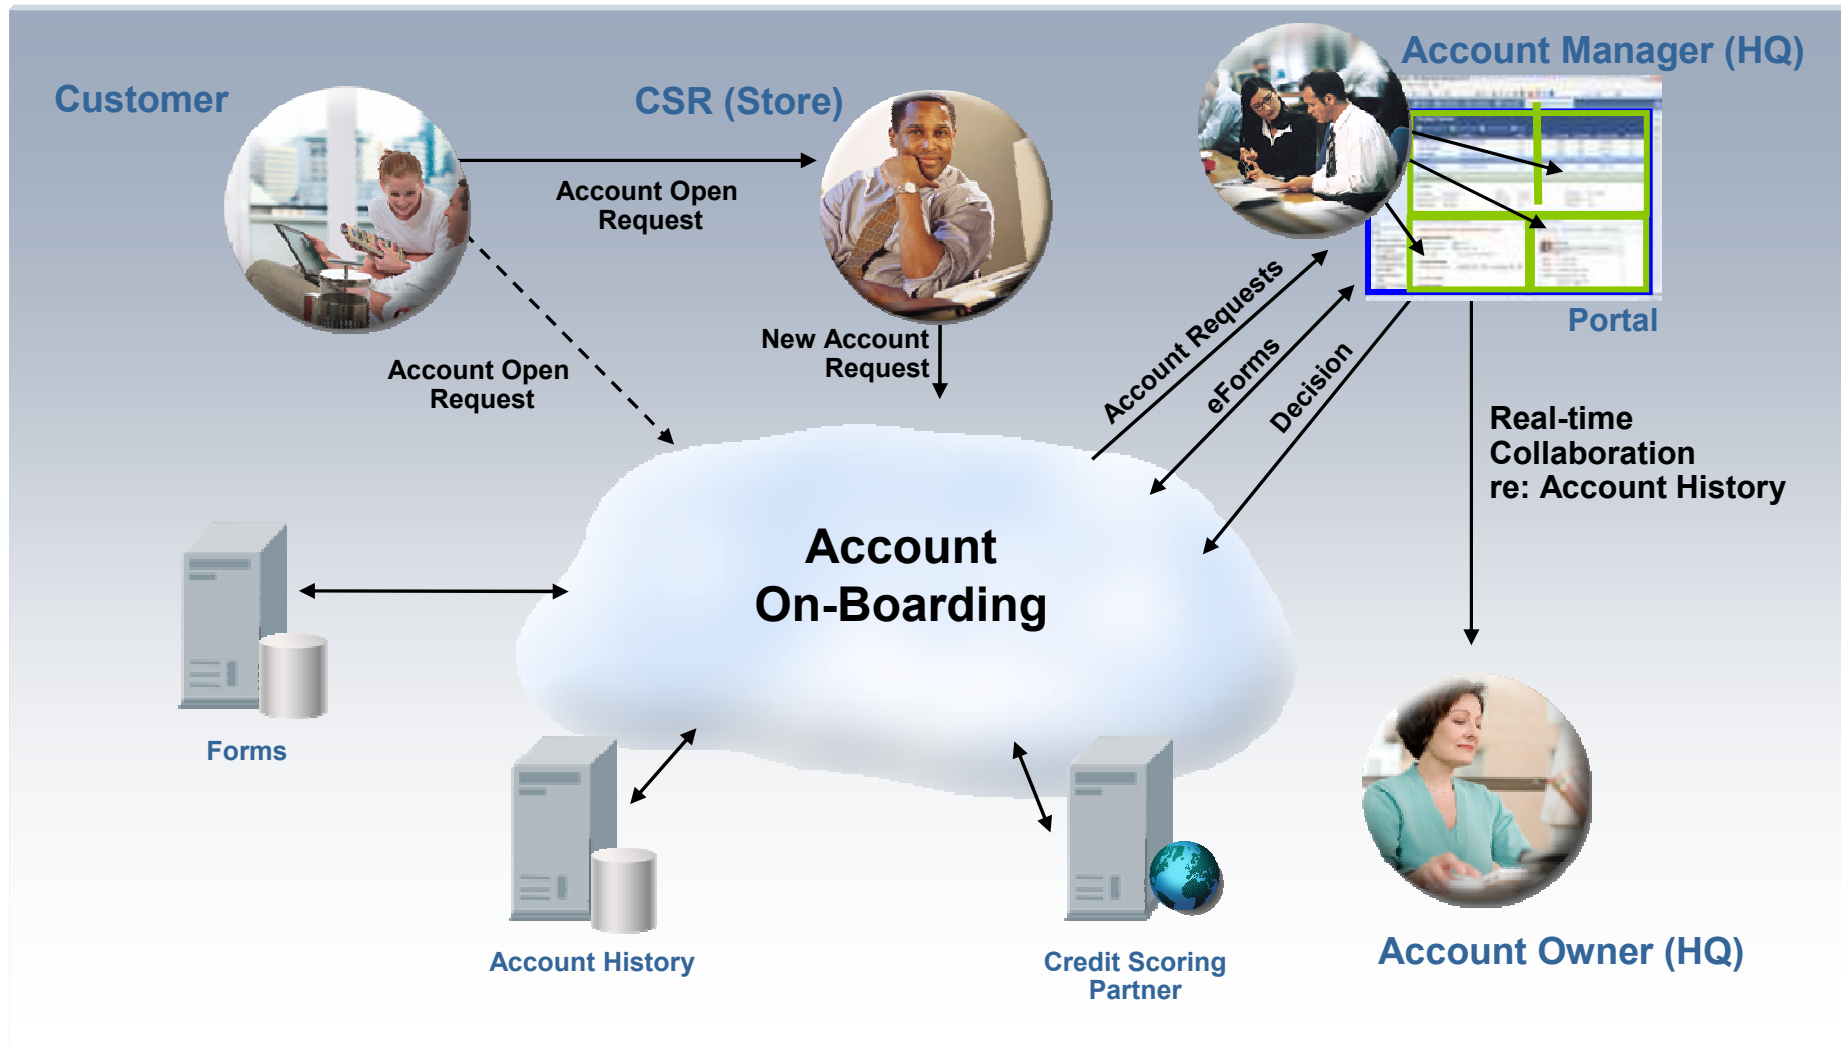 Account Manager (HQ)
Customer
CSR (Store)
Account Open
Request
Portal
New Account
Request
Account Requests
eForms
Decision
Account Open
Request
Real-time
Collaboration
re: Account History
Account
On-Boarding
Forms
Account History
Credit Scoring
Partner
Account Owner (HQ)